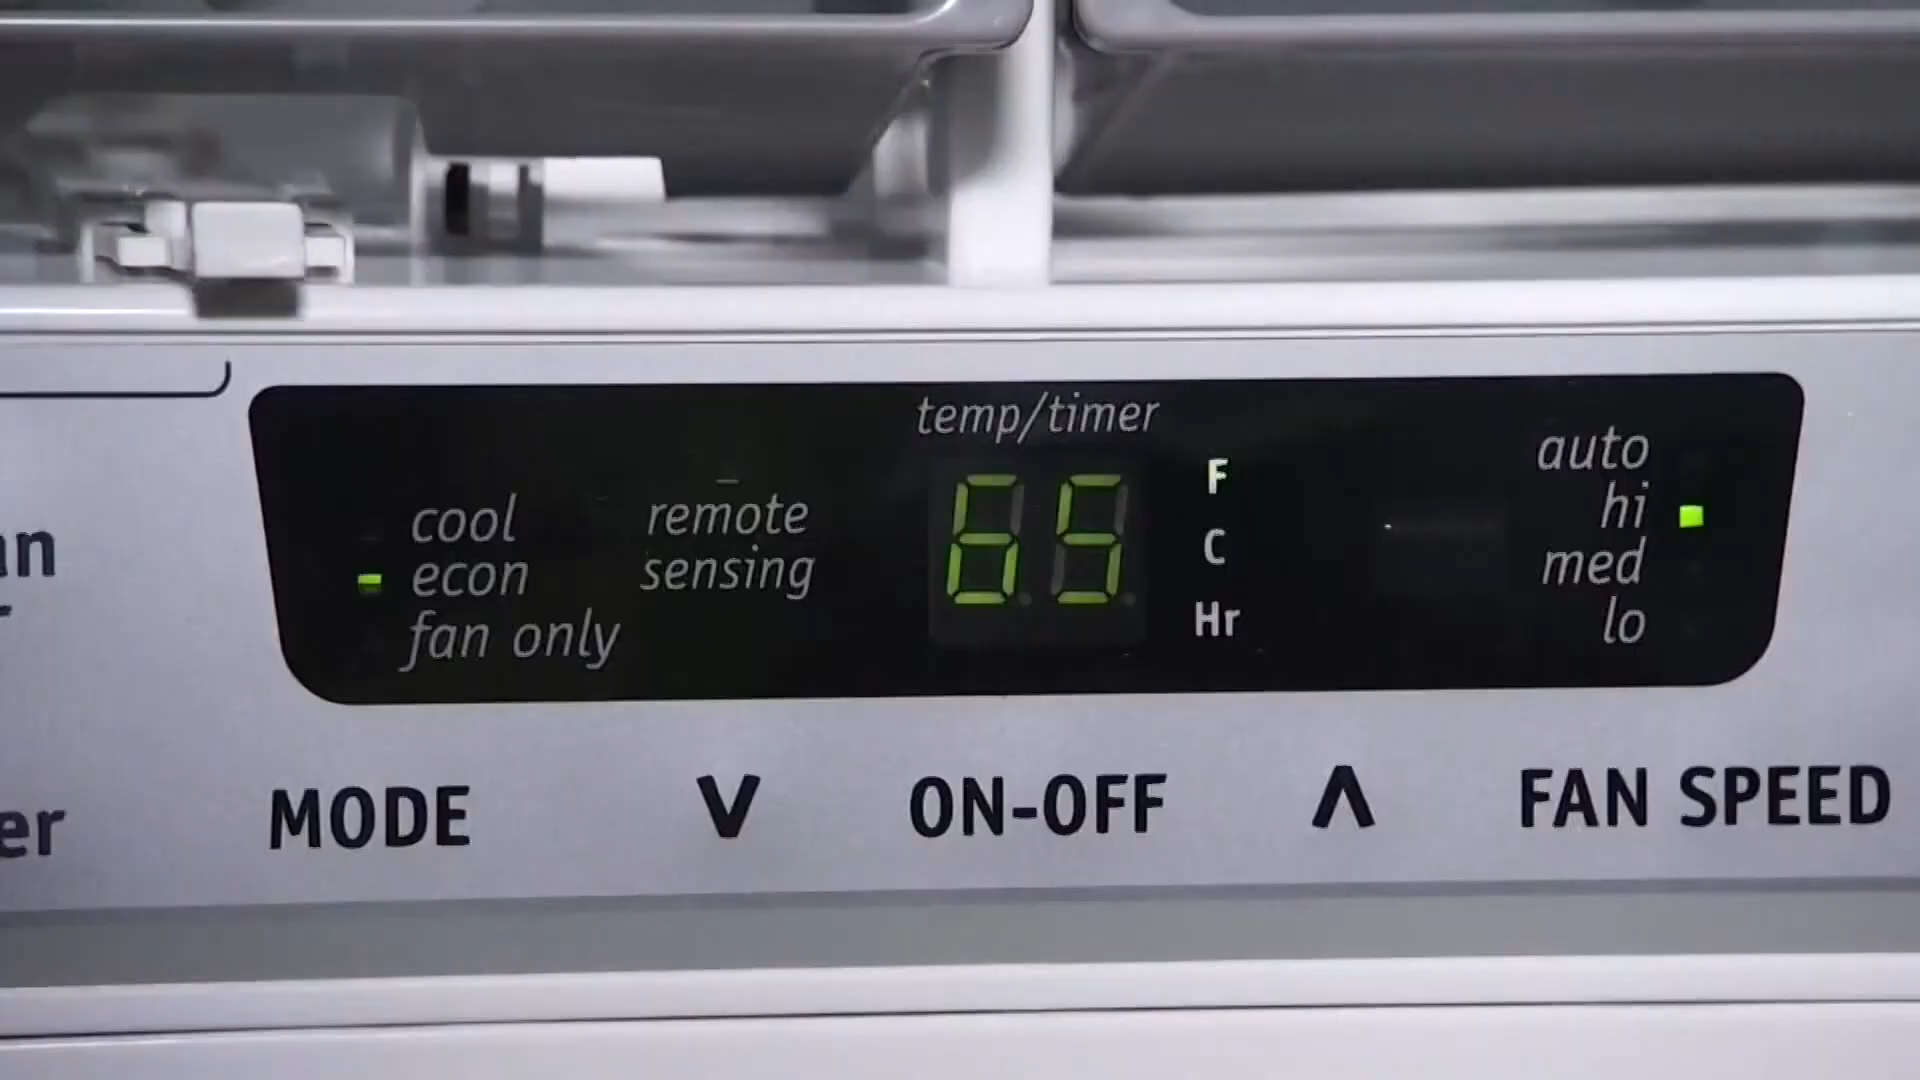 temp/timer
cool
econ
fan only
remote
sensing
65
F
C
Hr
auto
hi
med
lo
MODE
V
ON-OFF
Λ
FAN SPEED